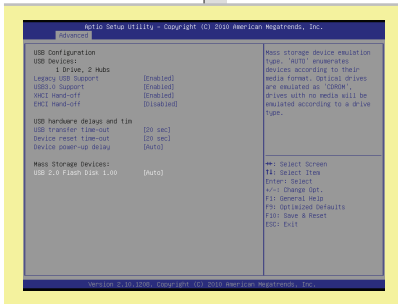 Aptio Setup Utility – Copyright (C) 2010 American Megatrends, Inc.
Advanced
USB Configuration
USB Devices:
1 Drive, 2 Hubs
Legacy USB Support [Enabled]
USB3.0 Support [Enabled]
XHCI Hand-off [Enabled]
EHCI Hand-off [Disabled]
USB hardware delays and tim
USB transfer time-out [20 sec]
Device reset time-out [20 sec]
Device power-up delay [Auto]
Mass Storage Devices:
USB 2.0 Flash Disk 1.00 [Auto]
Mass storage device emulation
type. 'AUTO' enumerates
devices according to their
media format. Optical drives
are emulated as 'CDROM',
drives with no media will be
emulated according to a drive
type.
↔: Select Screen
↑↓: Select Item
Enter: Select
+/-: Change Opt.
F1: General Help
F9: Optimized Defaults
F10: Save & Reset
ESC: Exit
Version 2.10.1208. Copyright (C) 2010 American Megatrends, Inc.